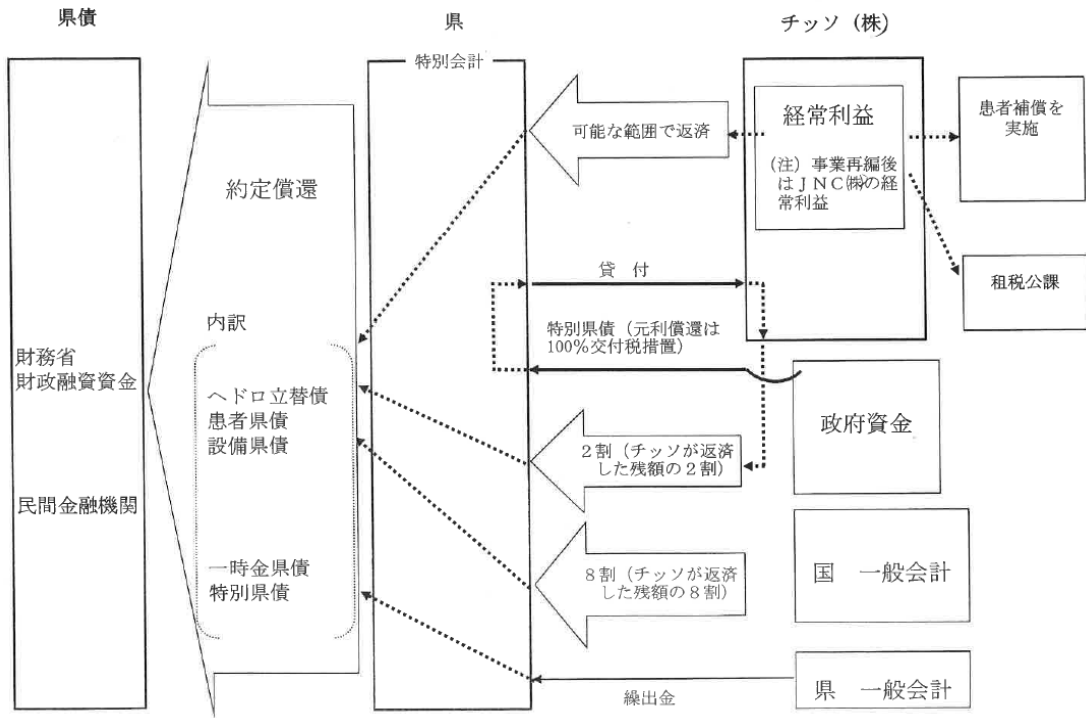 県債
県
チッソ（株）
特別会計
約定償還
可能な範囲で返済
経常利益
（注）事業再編後
はＪＮＣ㈱の経
常利益
患者補償を
実施
租税公課
貸　付
特別県債（元利償還は
100％交付税措置）
内訳
財務省
財政融資資金
ヘドロ立替債
患者県債
設備県債
政府資金
２割（チッソが返済
した残額の２割）
民間金融機関
一時金県債
特別県債
８割（チッソが返済
した残額の８割）
国　一般会計
繰出金
県　一般会計